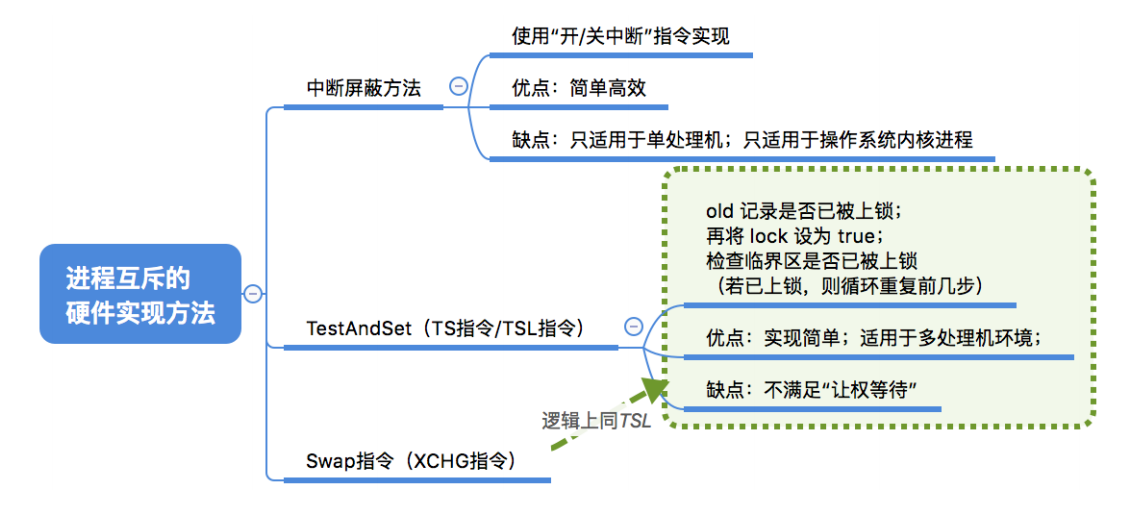 进程互斥的
硬件实现方法
中断屏蔽方法
使用“开/关中断”指令实现
优点：简单高效
缺点：只适用于单处理机；只适用于操作系统内核进程
TestAndSet（TS指令/TSL指令）
old 记录是否已被上锁；
再将 lock 设为 true；
检查临界区是否已被上锁
（若已上锁，则循环重复前几步）
优点：实现简单；适用于多处理机环境；
缺点：不满足“让权等待”
逻辑上同TSL
Swap指令（XCHG指令）